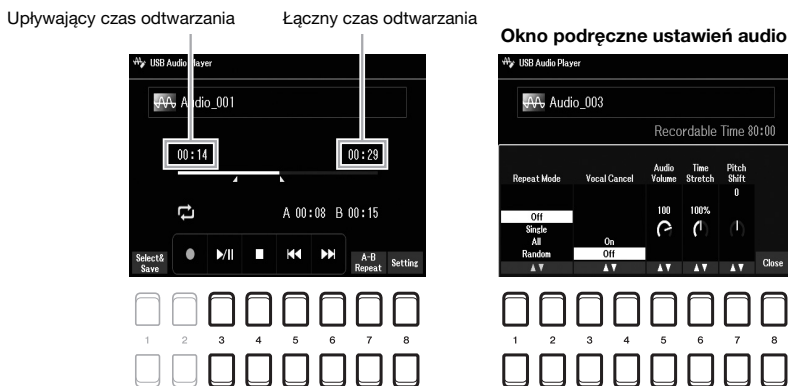 Upływający czas odtwarzania
Łączny czas odtwarzania
USB Audio Player
Audio_001
00:14
00:29
A 00:08 B 00:15
Select&
Save
A-B
Repeat
Setting
1 2 3 4 5 6 7 8
Okno podręczne ustawień audio
USB Audio Player
Audio_003
Recordable Time 80:00
Repeat Mode
Vocal Cancel
Audio
Volume
Time
Stretch
Pitch
Shift
Off
Single
All
Random
On
Off
100
100%
0
Close
1 2 3 4 5 6 7 8